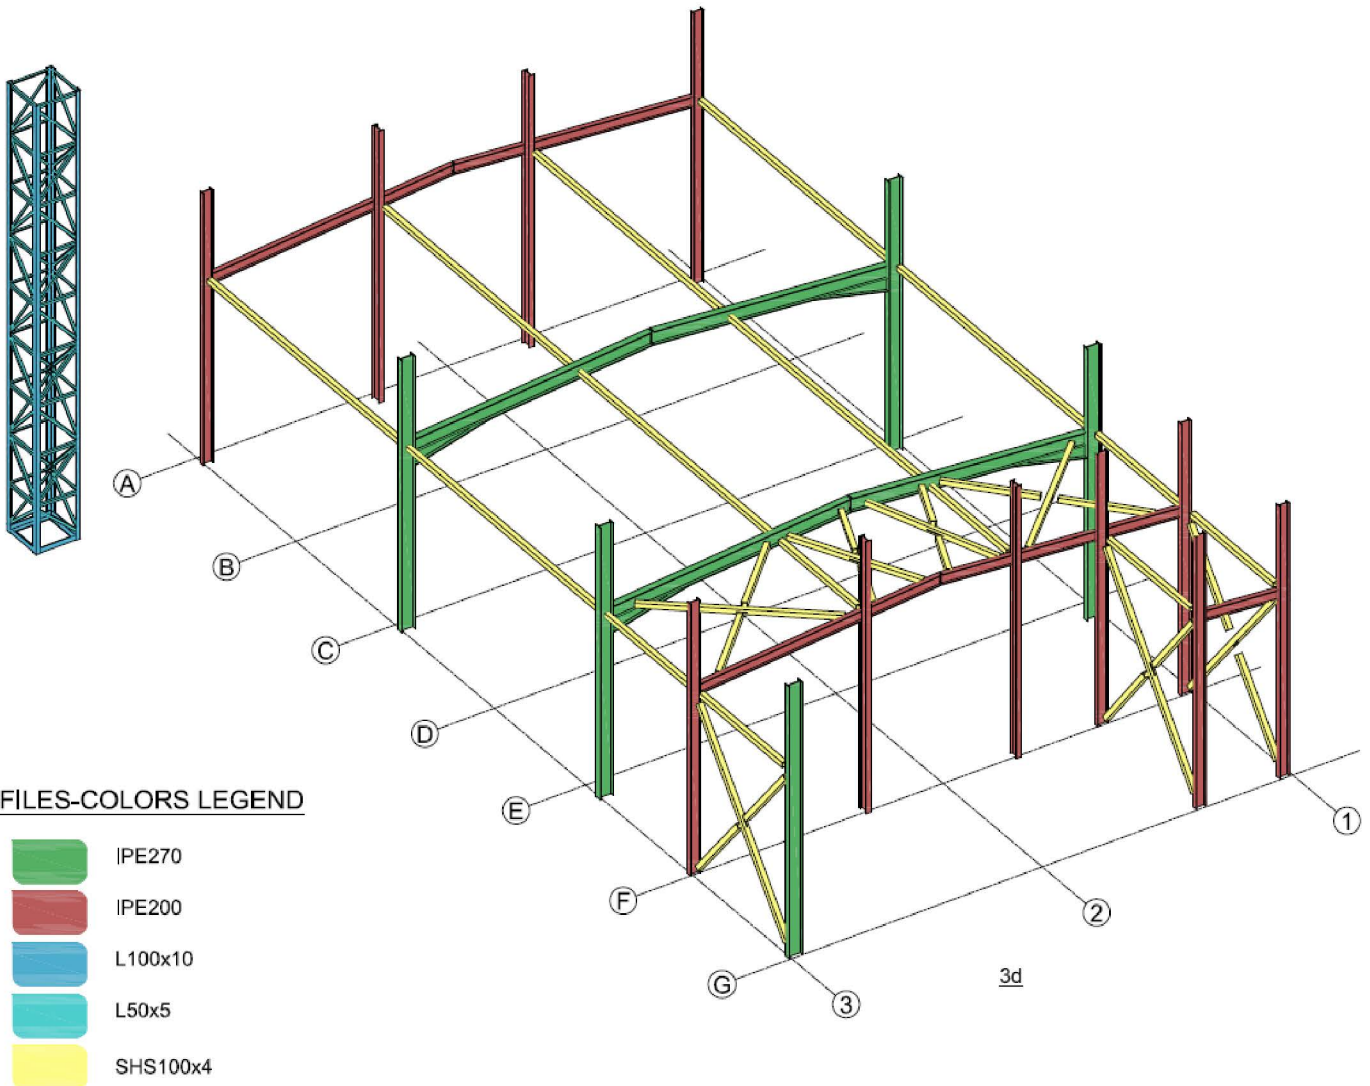 A
B
C
D
E
F
G
3
2
1
3d
FILES-COLORS LEGEND
IPE270
IPE200
L100x10
L50x5
SHS100x4